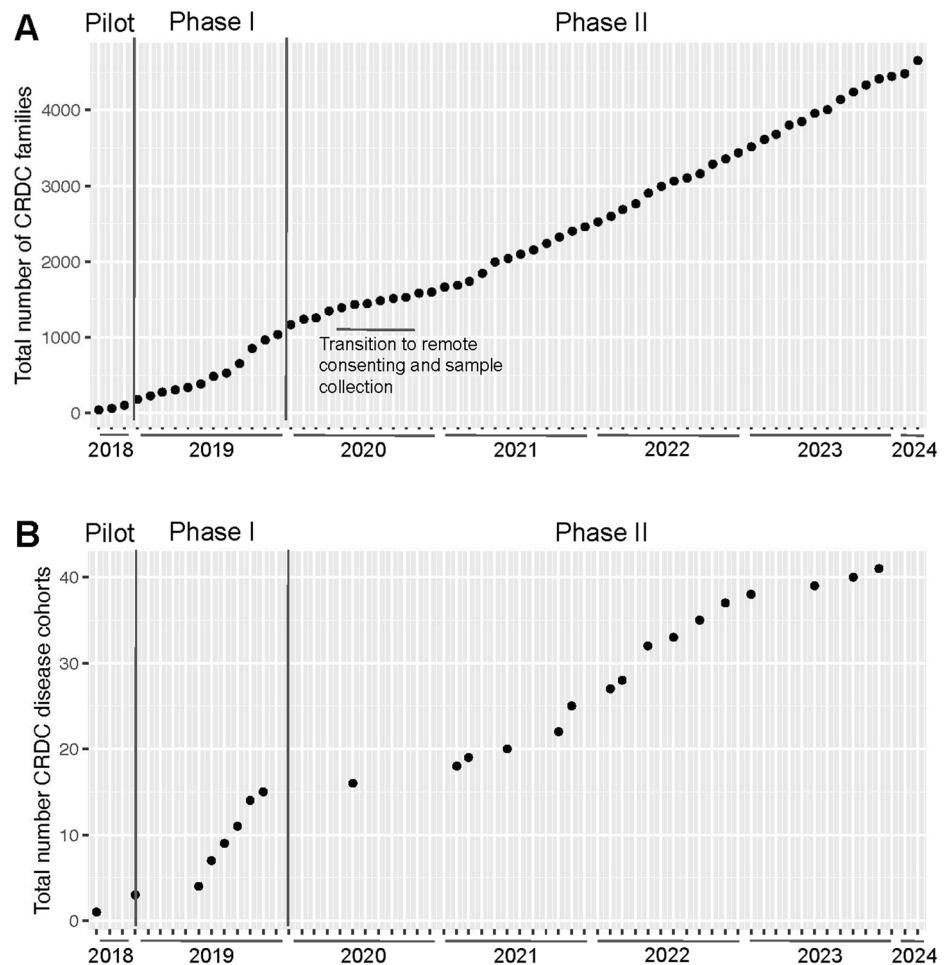 A
Pilot Phase I Phase II
Total number of CRDC families
4000
3000
2000
1000
0
Transition to remote
consenting and sample
collection
2018 2019 2020 2021 2022 2023 2024
B
Pilot Phase I Phase II
Total number CRDC disease cohorts
40
30
20
10
0
2018 2019 2020 2021 2022 2023 2024